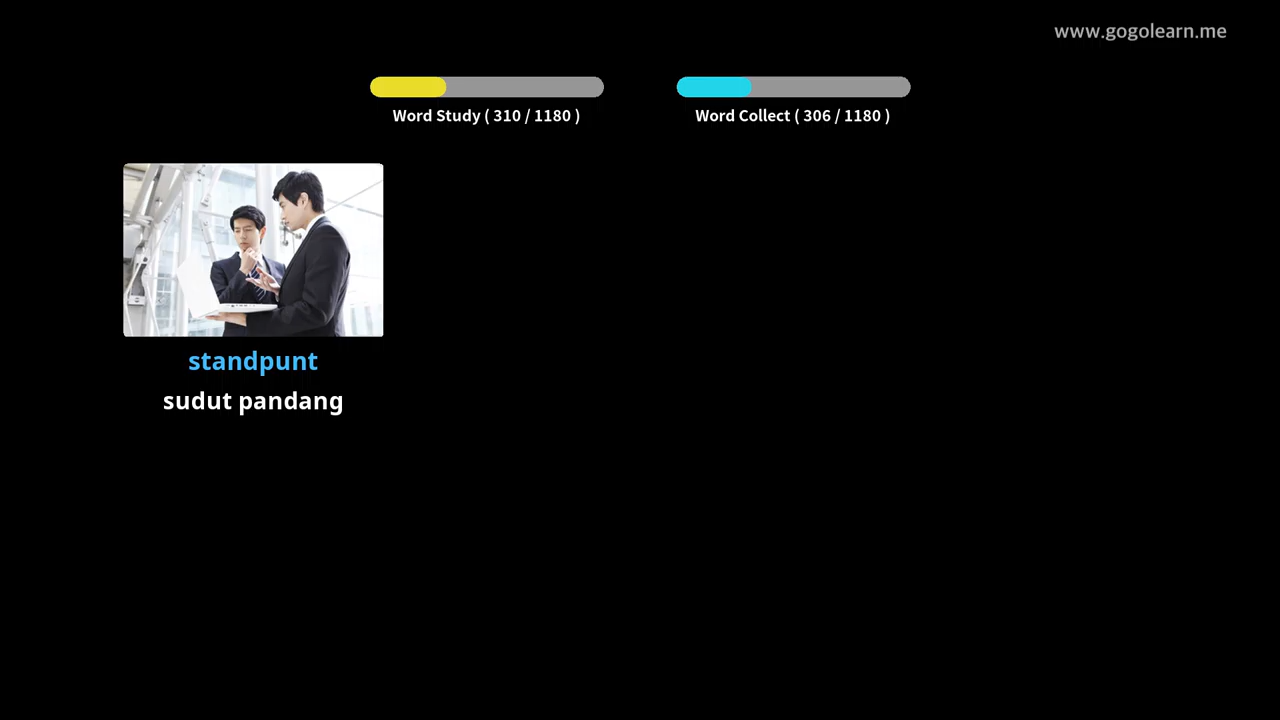 www.gogolearn.me
Word Study ( 310 / 1180 )
Word Collect ( 306 / 1180 )
standpunt
sudut pandang